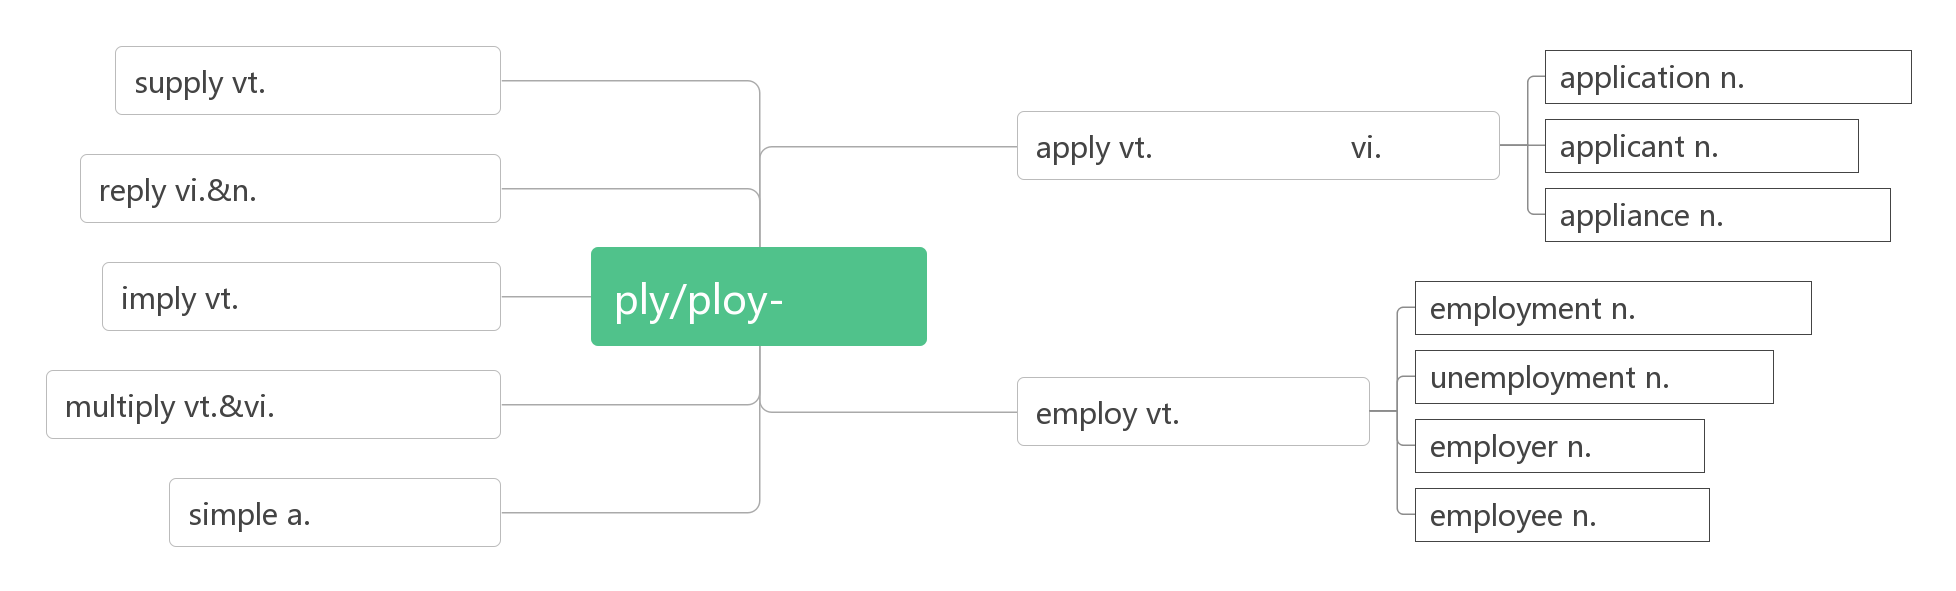 supply vt.
reply vi.&n.
imply vt.
multiply vt.&vi.
simple a.
ply/ploy-
apply vt. vi.
application n.
applicant n.
appliance n.
employ vt.
employment n.
unemployment n.
employer n.
employee n.